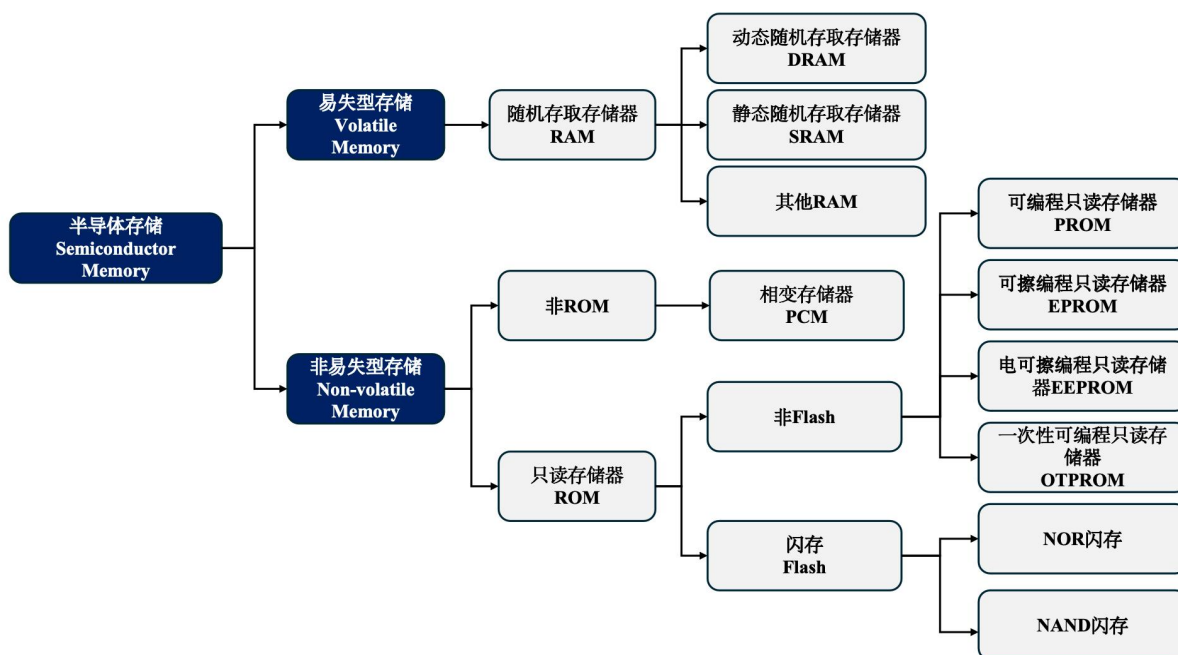 半导体存储
Semiconductor
Memory
易失型存储
Volatile
Memory
随机存取存储器
RAM
动态随机存取存储器
DRAM
静态随机存取存储器
SRAM
其他RAM
非易失型存储
Non-volatile
Memory
非ROM
相变存储器
PCM
只读存储器
ROM
非Flash
可编程只读存储器
PROM
可擦编程只读存储器
EPROM
电可擦编程只读存储
器EEPROM
一次性可编程只读存
储器
OTPROM
闪存
Flash
NOR闪存
NAND闪存